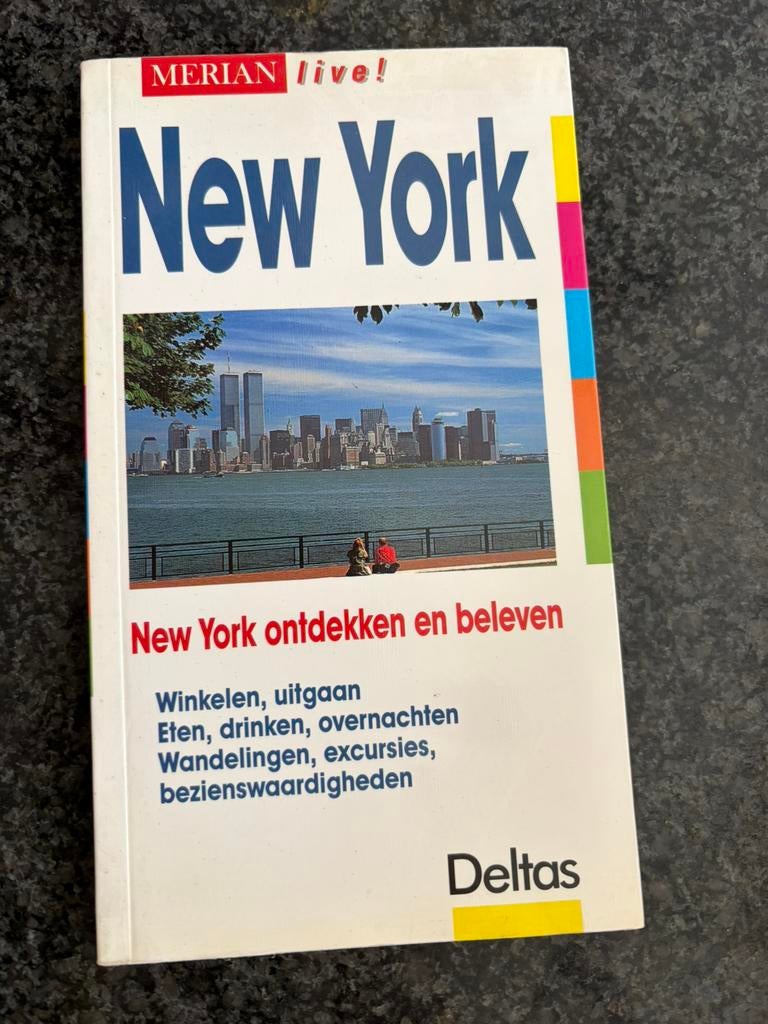 MERIAN live!
New York
New York ontdekken en beleven
Winkelen, uitgaan
Eten, drinken, overnachten
Wandelingen, excursies,
bezienswaardigheden
Deltas